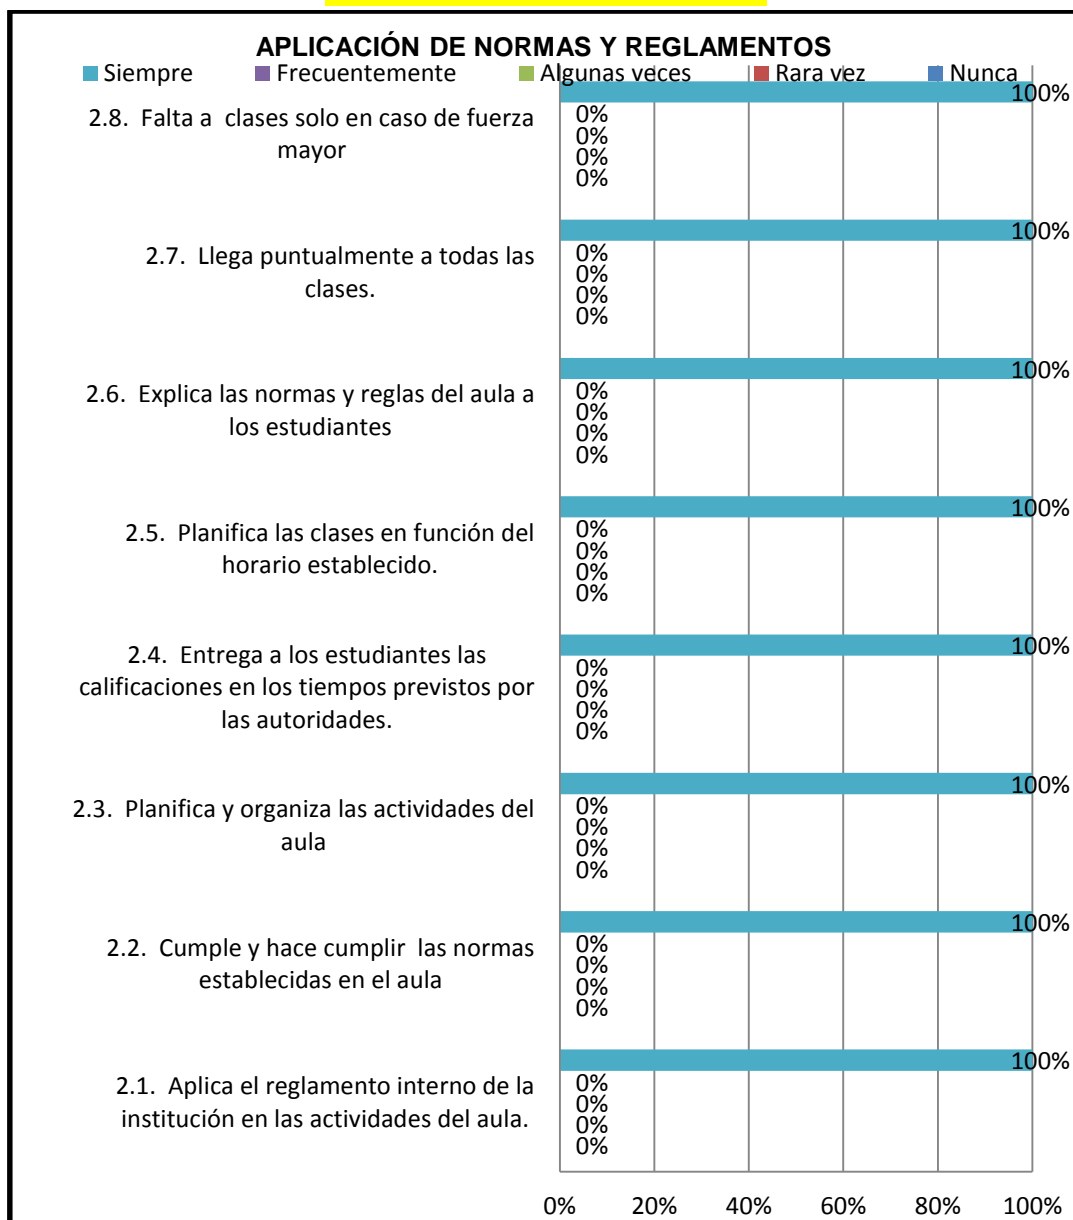 APLICACIÓN DE NORMAS Y REGLAMENTOS
Siempre Frecuentemente Algunas veces Rara vez Nunca
100%
2.8. Falta a clases solo en caso de fuerza
mayor
0%
0%
0%
0%
100%
2.7. Llega puntualmente a todas las
clases.
0%
0%
0%
0%
100%
2.6. Explica las normas y reglas del aula a
los estudiantes
0%
0%
0%
0%
100%
2.5. Planifica las clases en función del
horario establecido.
0%
0%
0%
0%
100%
2.4. Entrega a los estudiantes las
calificaciones en los tiempos previstos por
las autoridades.
0%
0%
0%
0%
100%
2.3. Planifica y organiza las actividades del
aula
0%
0%
0%
0%
100%
2.2. Cumple y hace cumplir las normas
establecidas en el aula
0%
0%
0%
0%
100%
2.1. Aplica el reglamento interno de la
institución en las actividades del aula.
0%
0%
0%
0%
0% 20% 40% 60% 80% 100%